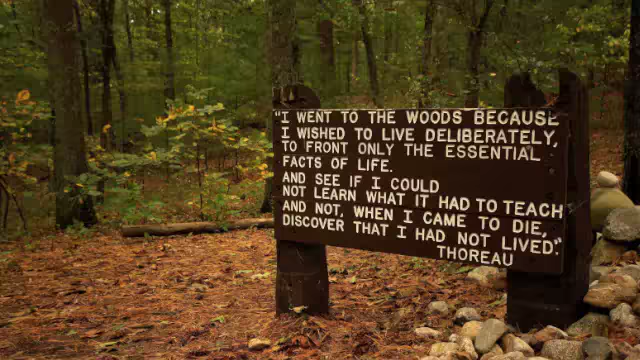 "I WENT TO THE WOODS BECAUSE
I WISHED TO LIVE DELIBERATELY,
TO FRONT ONLY THE ESSENTIAL
FACTS OF LIFE.
AND SEE IF I COULD
NOT LEARN WHAT IT HAD TO TEACH
AND NOT, WHEN I CAME TO DIE,
DISCOVER THAT I HAD NOT LIVED."
THOREAU